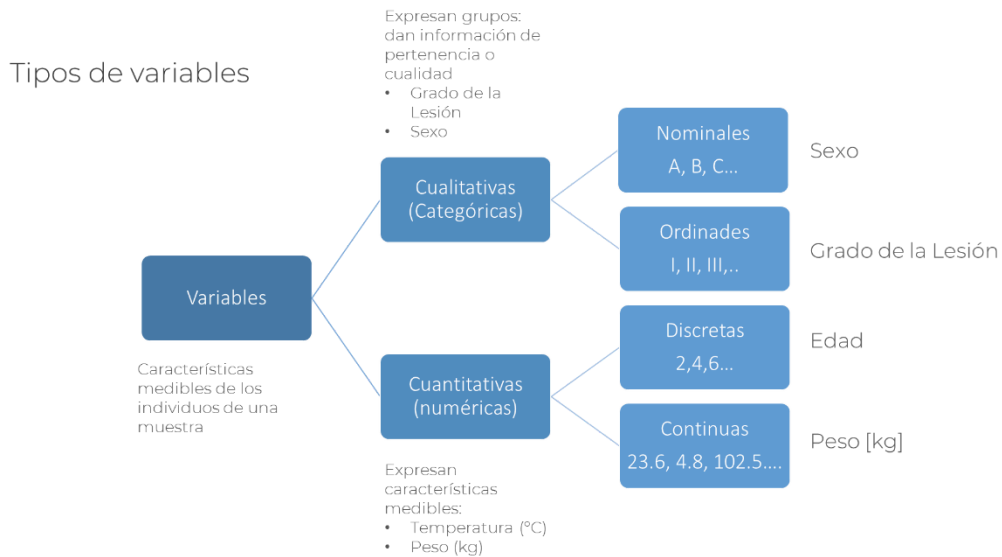 Tipos de variables
Expresan grupos:
dan información de
pertenencia o
cualidad
• Grado de la
Lesión
• Sexo
Cualitativas
(Categóricas)
Nominales
A, B, C...
Sexo
Ordinades
I, II, III,..
Grado de la Lesión
Variables
Características
medibles de los
individuos de una
muestra
Cuantitativas
(numéricas)
Discretas
2,4,6...
Edad
Continuas
23.6, 4.8, 102.5....
Peso [kg]
Expresan
características
medibles:
• Temperatura (°C)
• Peso (kg)